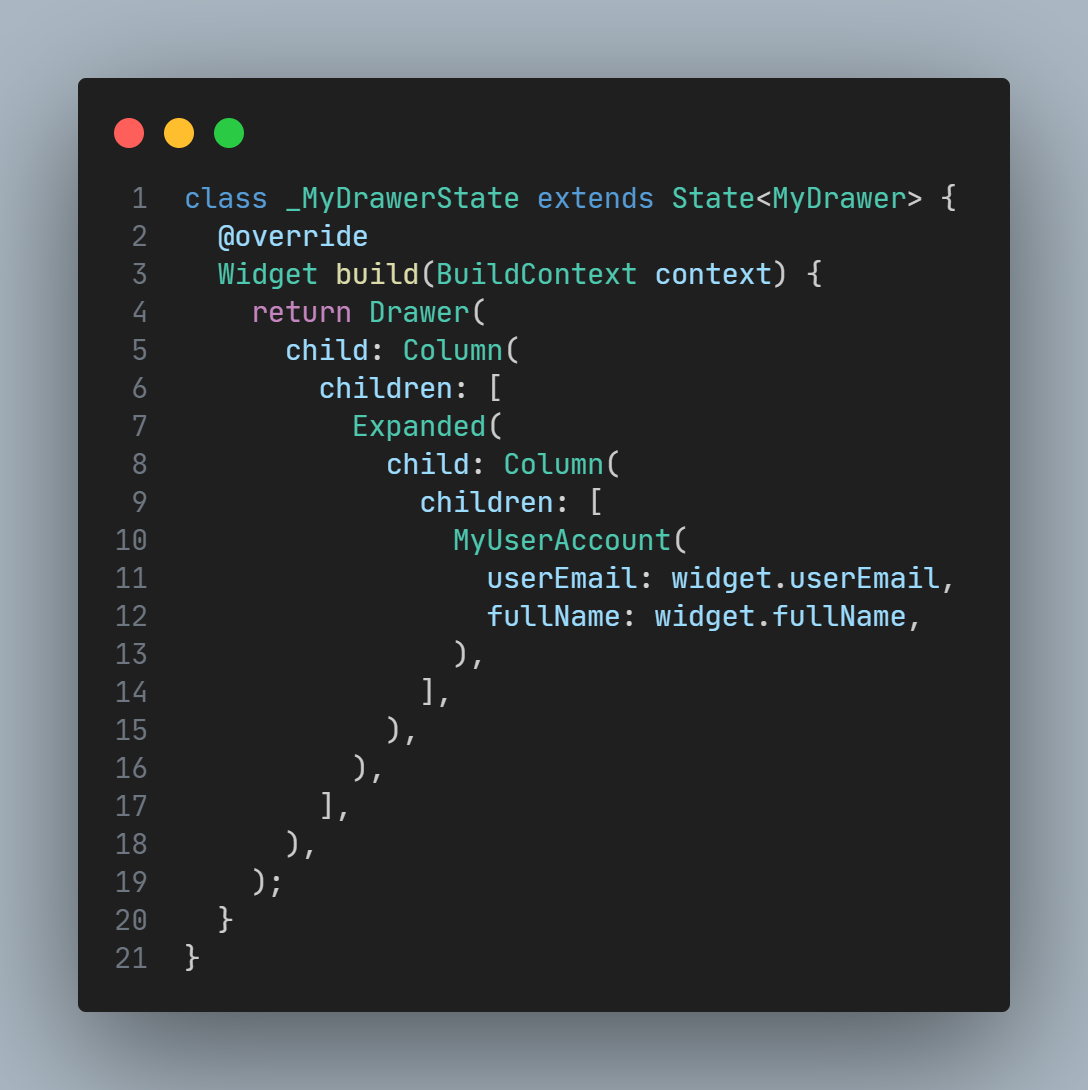 1 class _MyDrawerState extends State<MyDrawer> {
2   @override
3   Widget build(BuildContext context) {
4     return Drawer(
5       child: Column(
6         children: [
7           Expanded(
8             child: Column(
9               children: [
10                 MyUserAccount(
11                   userEmail: widget.userEmail,
12                   fullName: widget.fullName,
13                 ),
14               ],
15             ),
16           ),
17         ],
18       ),
19     );
20   }
21 }